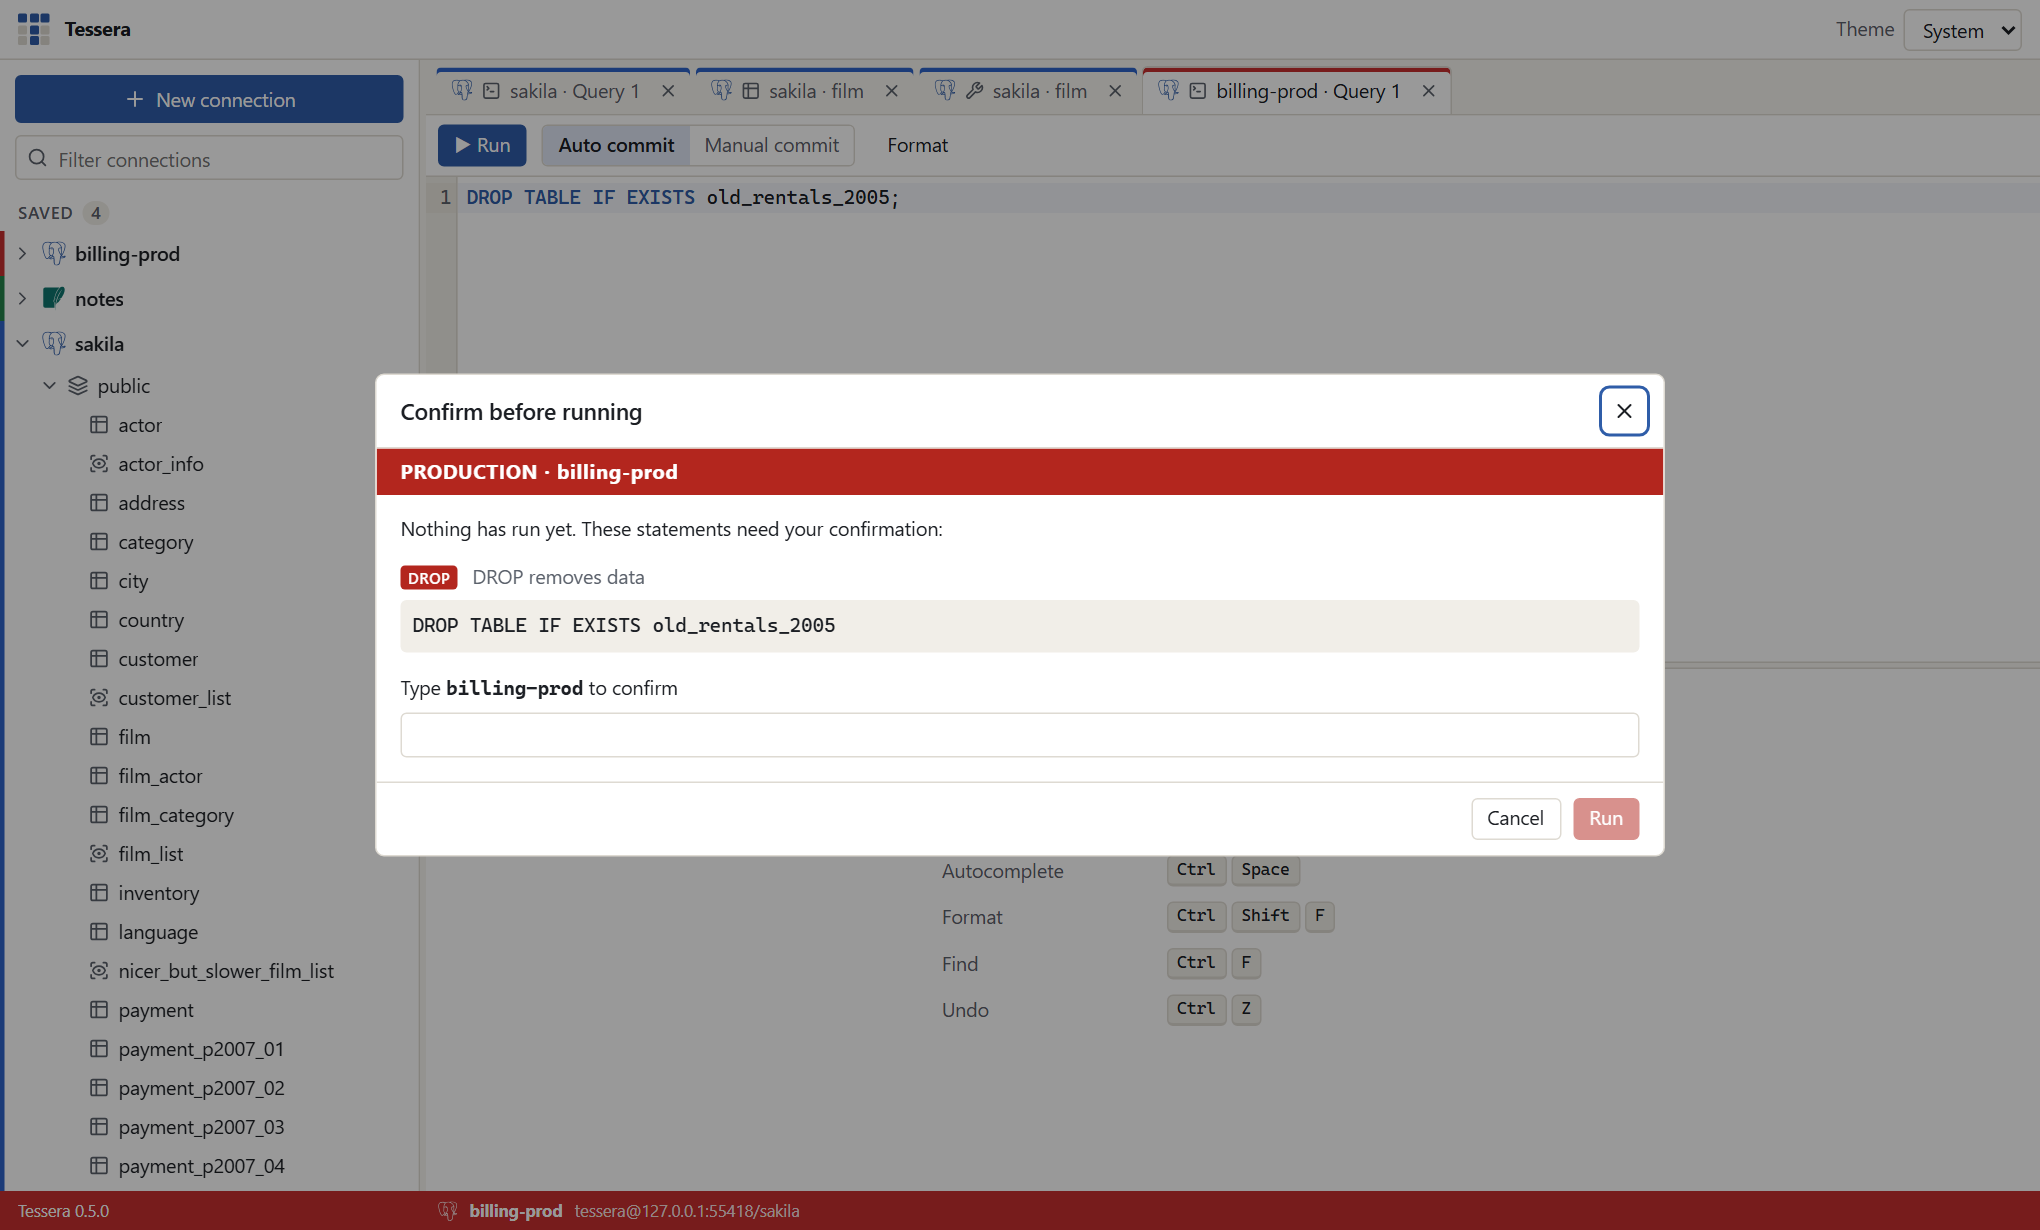 Tessera
Theme
System
New connection
Filter connections
SAVED 4
billing-prod
notes
sakila
public
actor
actor_info
address
category
city
country
customer
customer_list
film
film_actor
film_category
film_list
inventory
language
nicer_but_slower_film_list
payment
payment_p2007_01
payment_p2007_02
payment_p2007_03
payment_p2007_04
sakila · Query 1
sakila · film
sakila · film
billing-prod · Query 1
Run
Auto commit
Manual commit
Format
1 DROP TABLE IF EXISTS old_rentals_2005;
Confirm before running
PRODUCTION · billing-prod
Nothing has run yet. These statements need your confirmation:
DROP DROP removes data
DROP TABLE IF EXISTS old_rentals_2005
Type billing-prod to confirm
Cancel
Run
Autocomplete Ctrl Space
Format Ctrl Shift F
Find Ctrl F
Undo Ctrl Z
Tessera 0.5.0
billing-prod tessera@127.0.0.1:55418/sakila